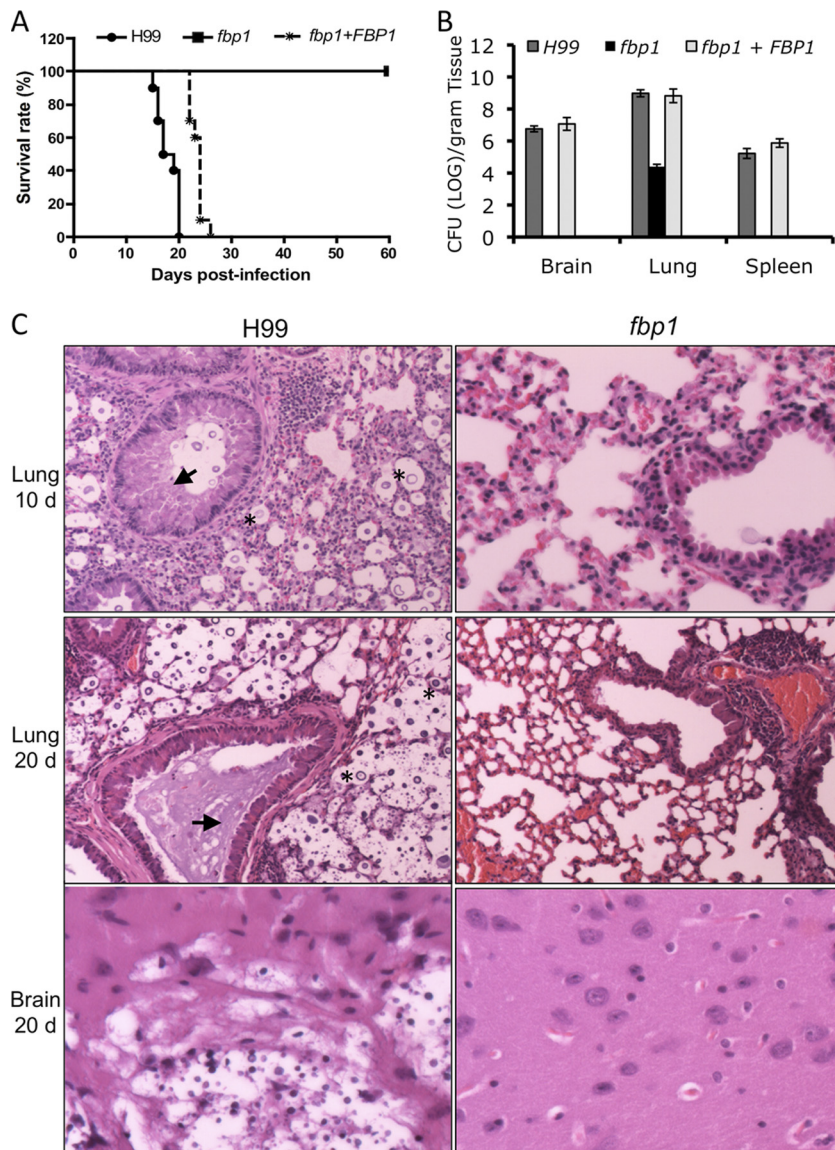 A
H99 fbp1 fbp1+FBP1
120
100
80
60
40
20
0
Survival rate (%)
0 10 20 30 40 50 60
Days post-infection
B
H99 fbp1 fbp1 + FBP1
12
10
8
6
4
2
0
CFU (LOG)/gram Tissue
Brain Lung Spleen
C
H99 fbp1
Lung
10 d
*
*
Lung
20 d
*
*
Brain
20 d